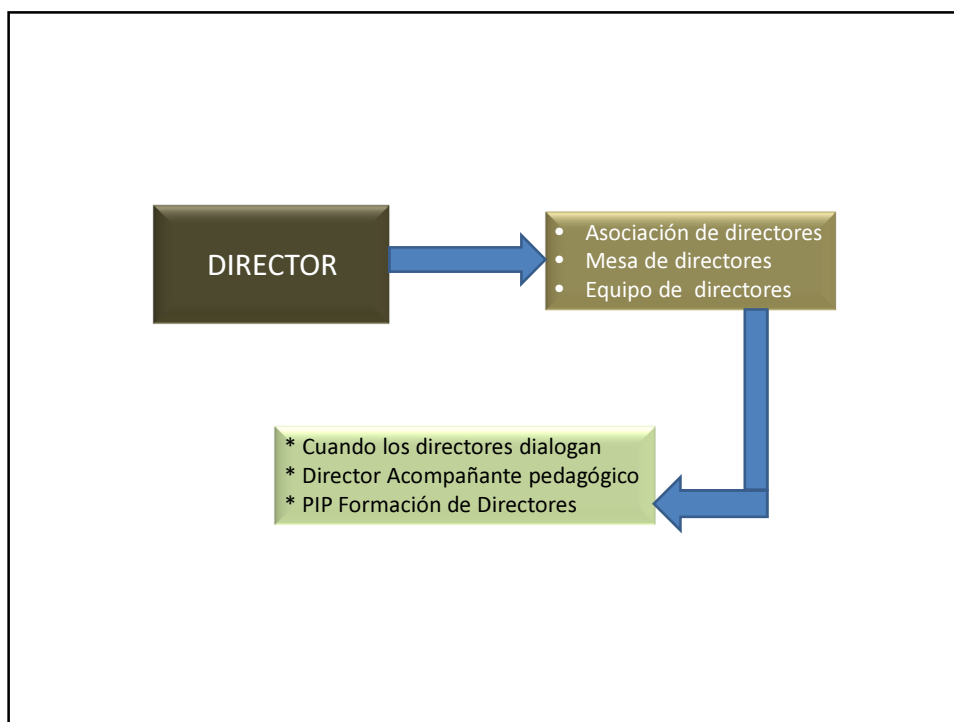 DIRECTOR
• Asociación de directores
• Mesa de directores
• Equipo de directores
* Cuando los directores dialogan
* Director Acompañante pedagógico
* PIP Formación de Directores